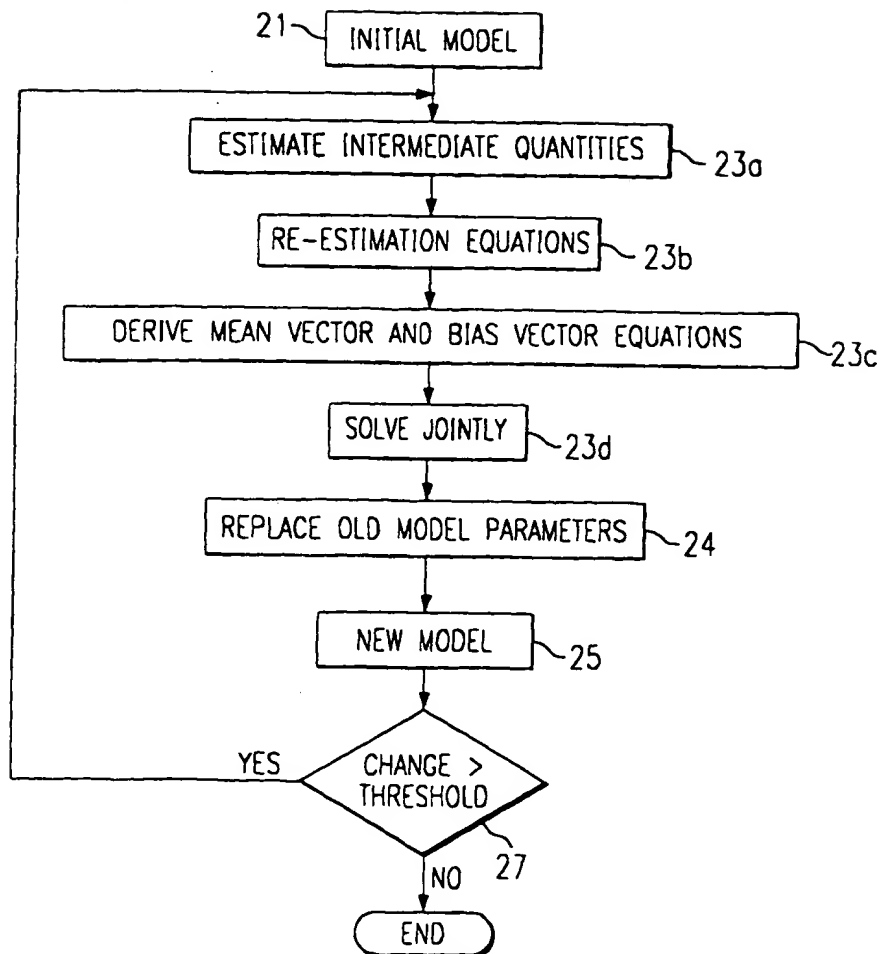 21
INITIAL MODEL
ESTIMATE INTERMEDIATE QUANTITIES
23a
RE-ESTIMATION EQUATIONS
23b
DERIVE MEAN VECTOR AND BIAS VECTOR EQUATIONS
23c
SOLVE JOINTLY
23d
REPLACE OLD MODEL PARAMETERS
24
NEW MODEL
25
YES
CHANGE >
THRESHOLD
27
NO
END